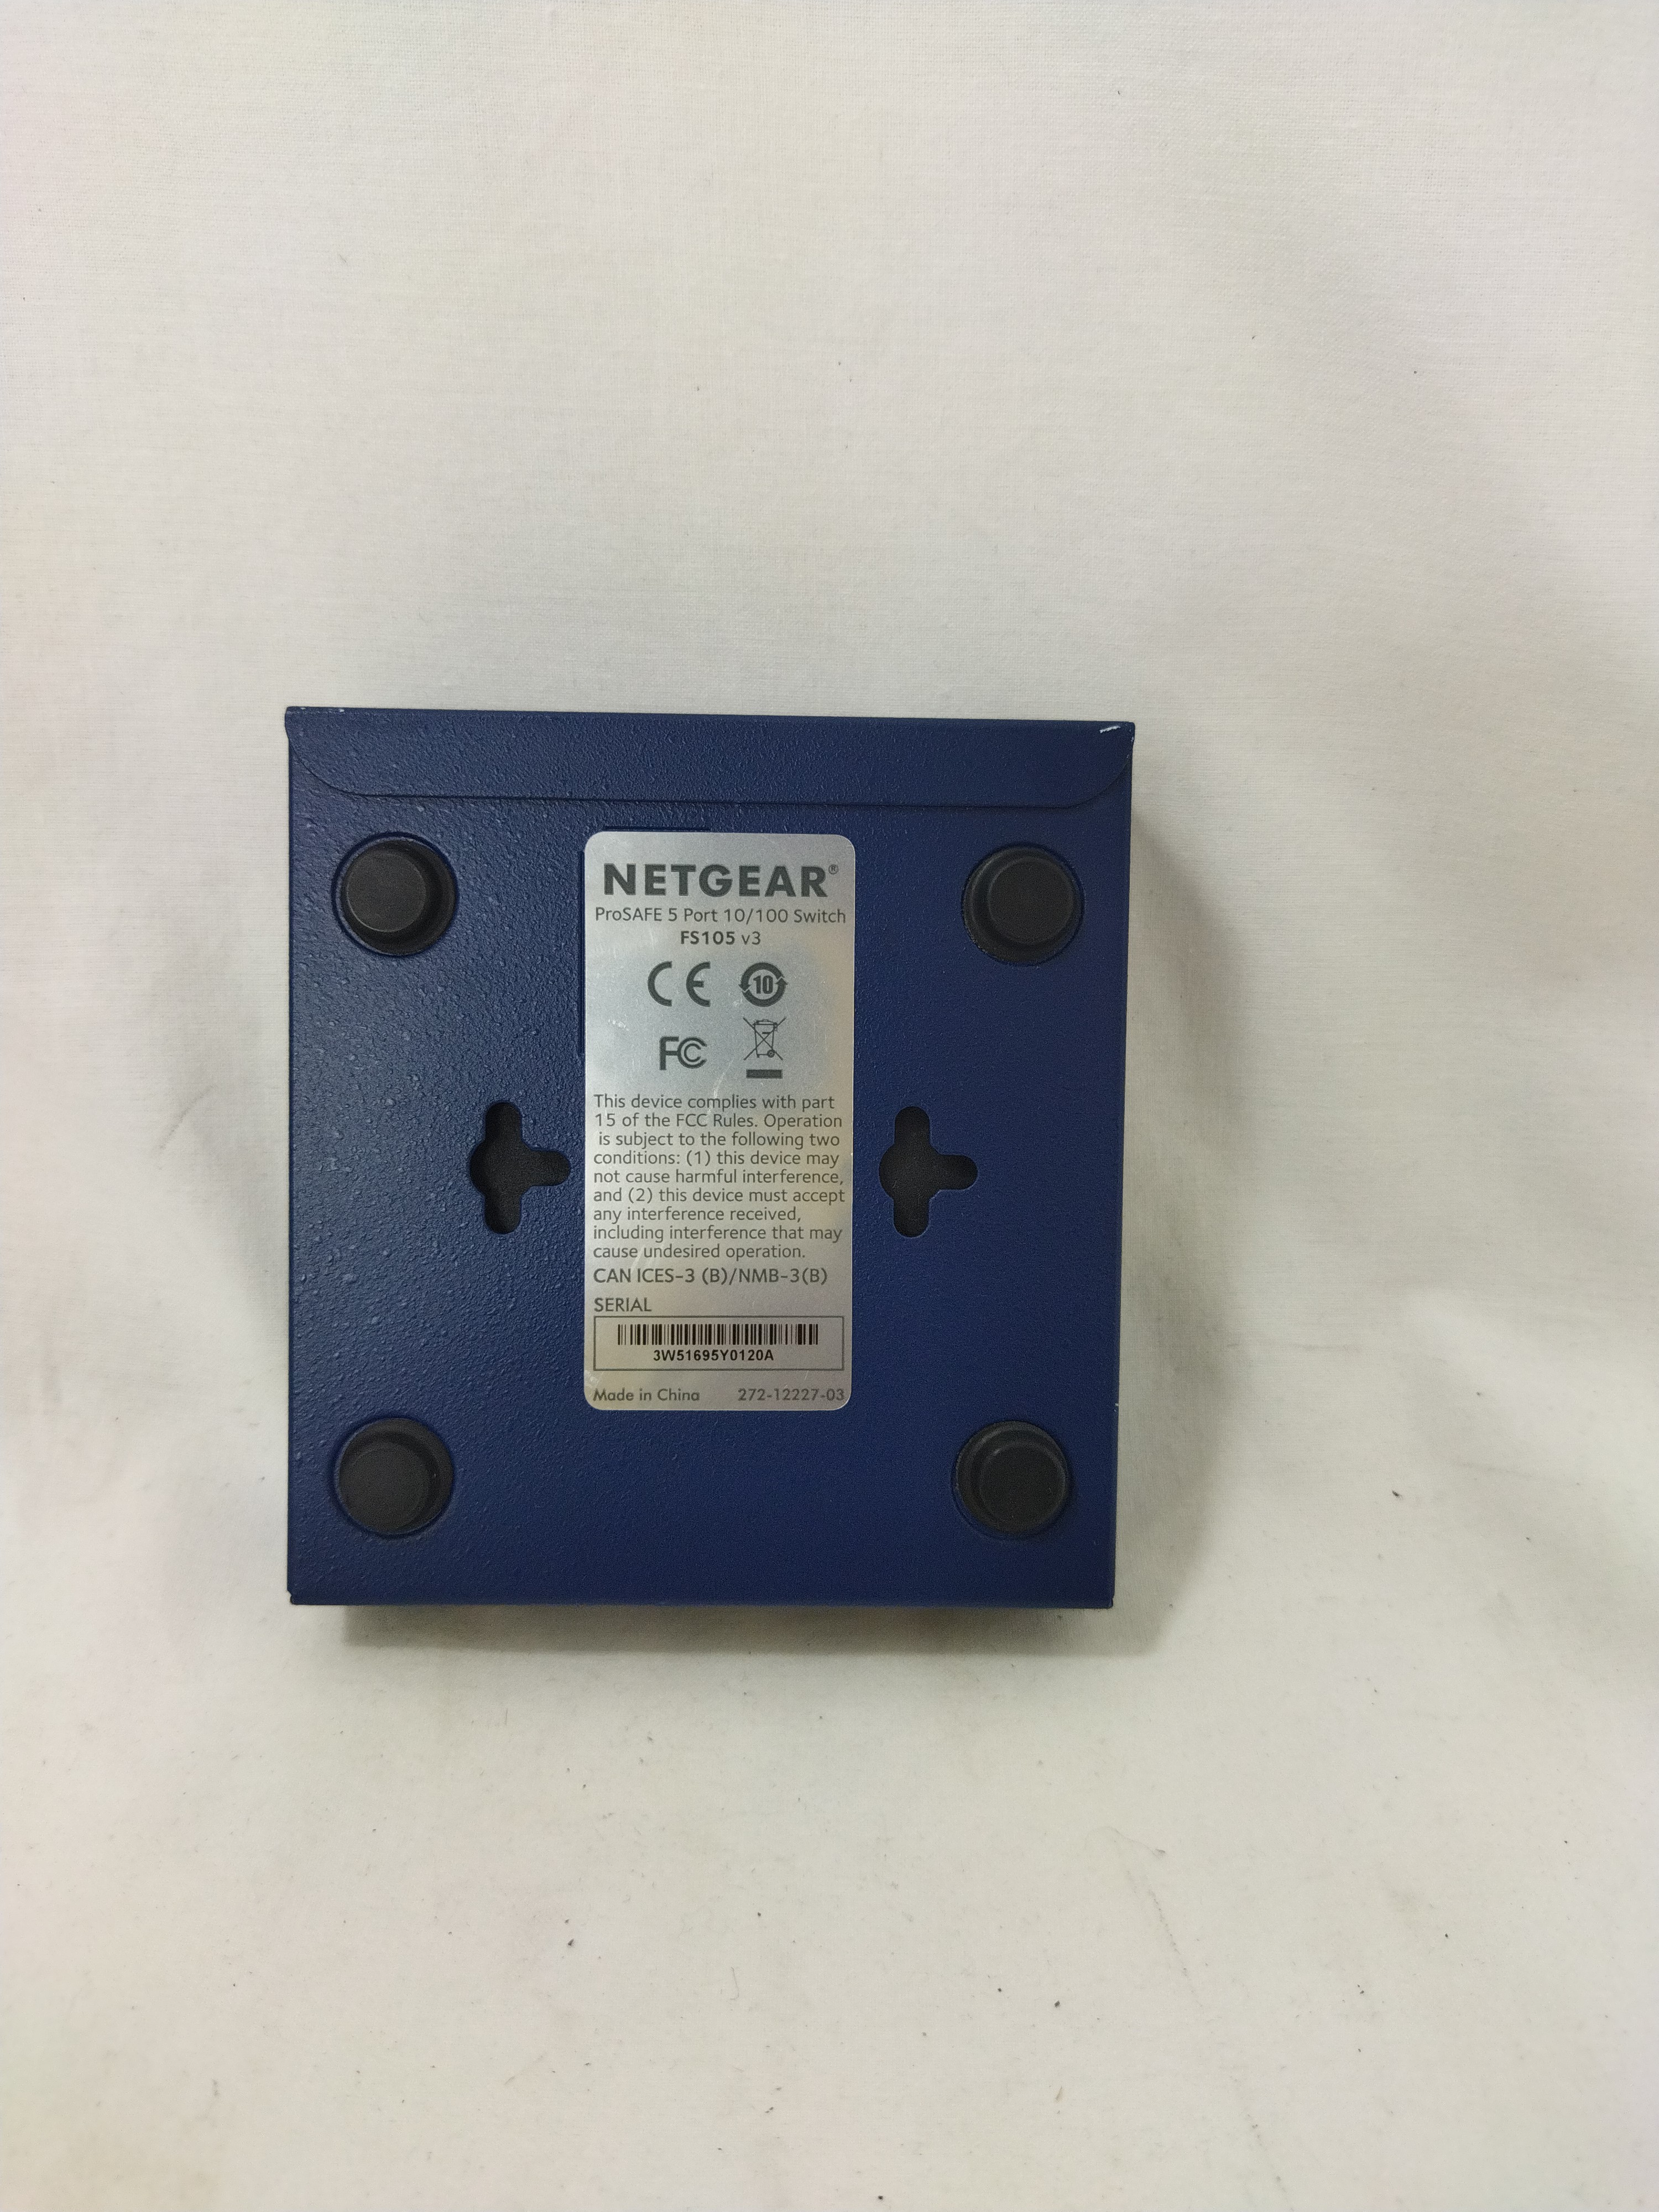 NETGEAR®
ProSAFE 5 Port 10/100 Switch
FS105 v3
CE 10
FC
This device complies with part
15 of the FCC Rules. Operation
is subject to the following two
conditions: (1) this device may
not cause harmful interference,
and (2) this device must accept
any interference received,
including interference that may
cause undesired operation.
CAN ICES-3 (B)/NMB-3(B)
SERIAL
3W51695Y0120A
Made in China 272-12227-03